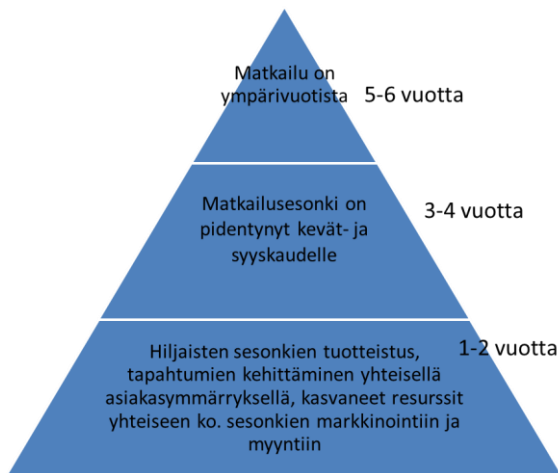 Matkailu on
ympärivuotista
5-6 vuotta
Matkailusesonki on
pidentynyt kevät- ja
syyskaudelle
3-4 vuotta
Hiljaisten sesonkien tuotteistus,
tapahtumien kehittäminen yhteisellä
asiakasymmärryksellä, kasvaneet resurssit
yhteiseen ko. sesonkien markkinointiin ja
myyntiin
1-2 vuotta